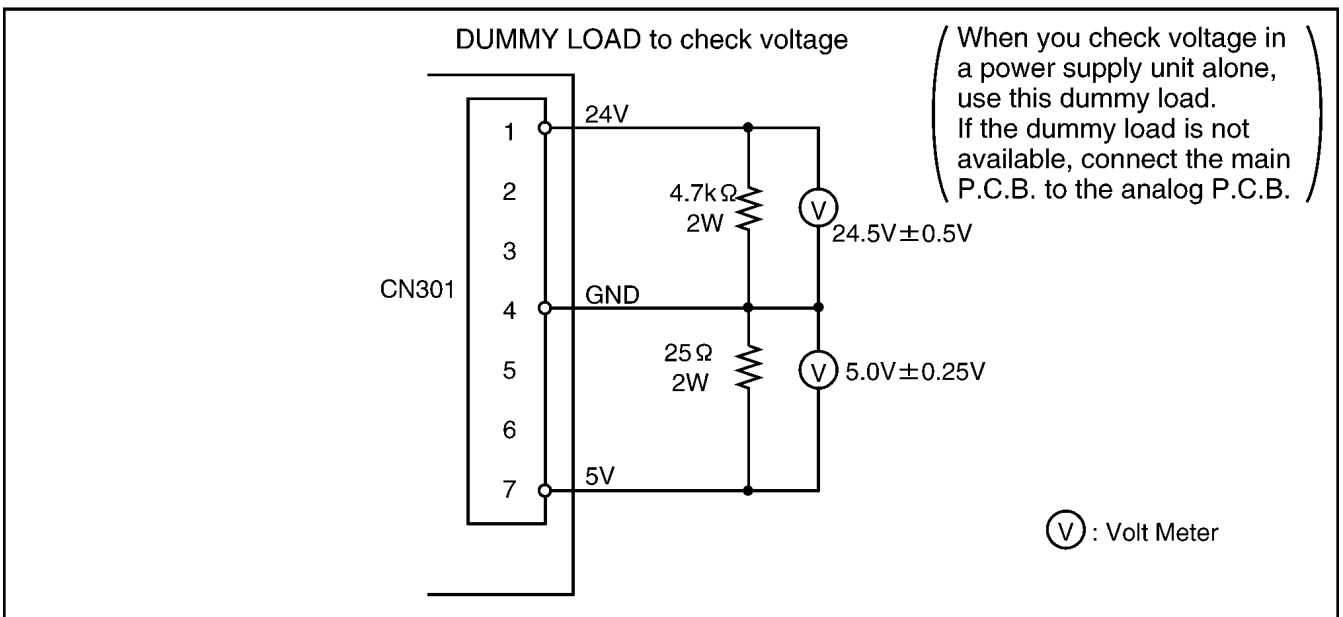 DUMMY LOAD to check voltage
When you check voltage in
a power supply unit alone,
use this dummy load.
If the dummy load is not
available, connect the main
P.C.B. to the analog P.C.B.
24V
1
2
4.7kΩ
2W
V
24.5V±0.5V
3
CN301
GND
4
25Ω
2W
V
5.0V±0.25V
5
6
5V
7
V : Volt Meter